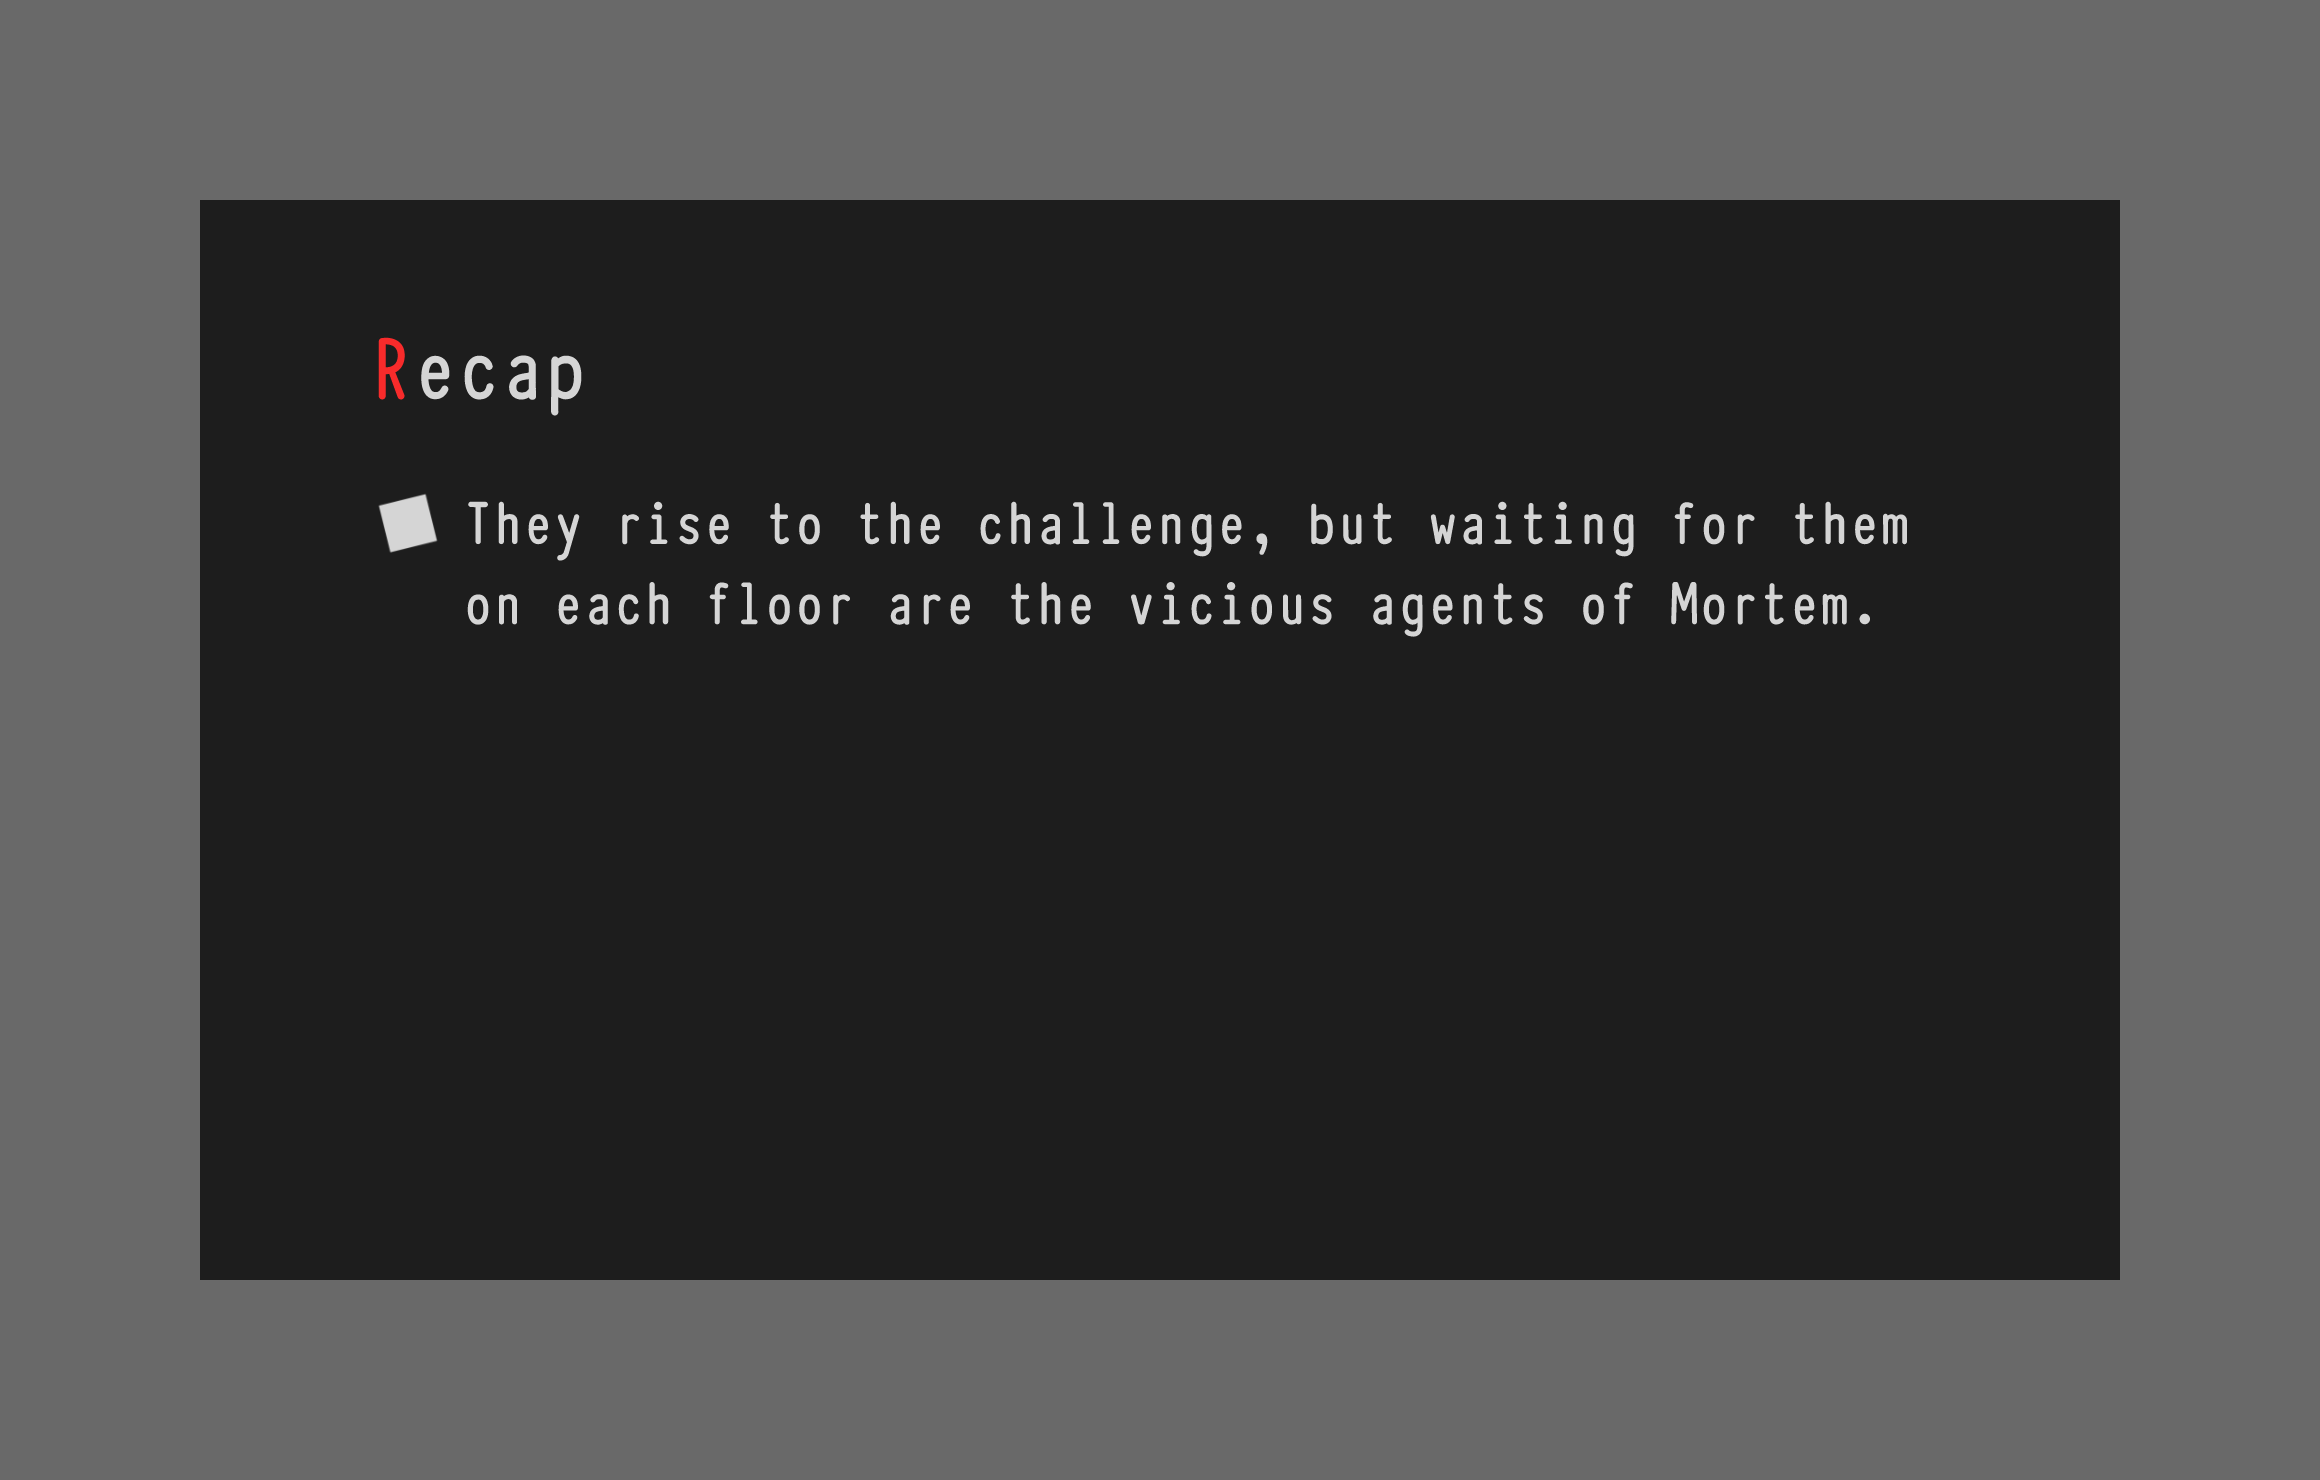 Recap
They rise to the challenge, but waiting for them
on each floor are the vicious agents of Mortem.